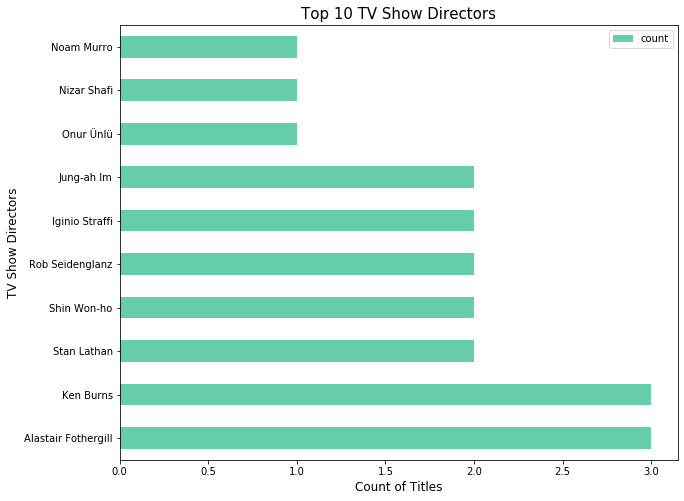 Top 10 TV Show Directors
count
TV Show Directors
Noam Murro
Nizar Shafi
Onur Ünlü
Jung-ah Im
Iginio Straffi
Rob Seidenglanz
Shin Won-ho
Stan Lathan
Ken Burns
Alastair Fothergill
0.0 0.5 1.0 1.5 2.0 2.5 3.0
Count of Titles